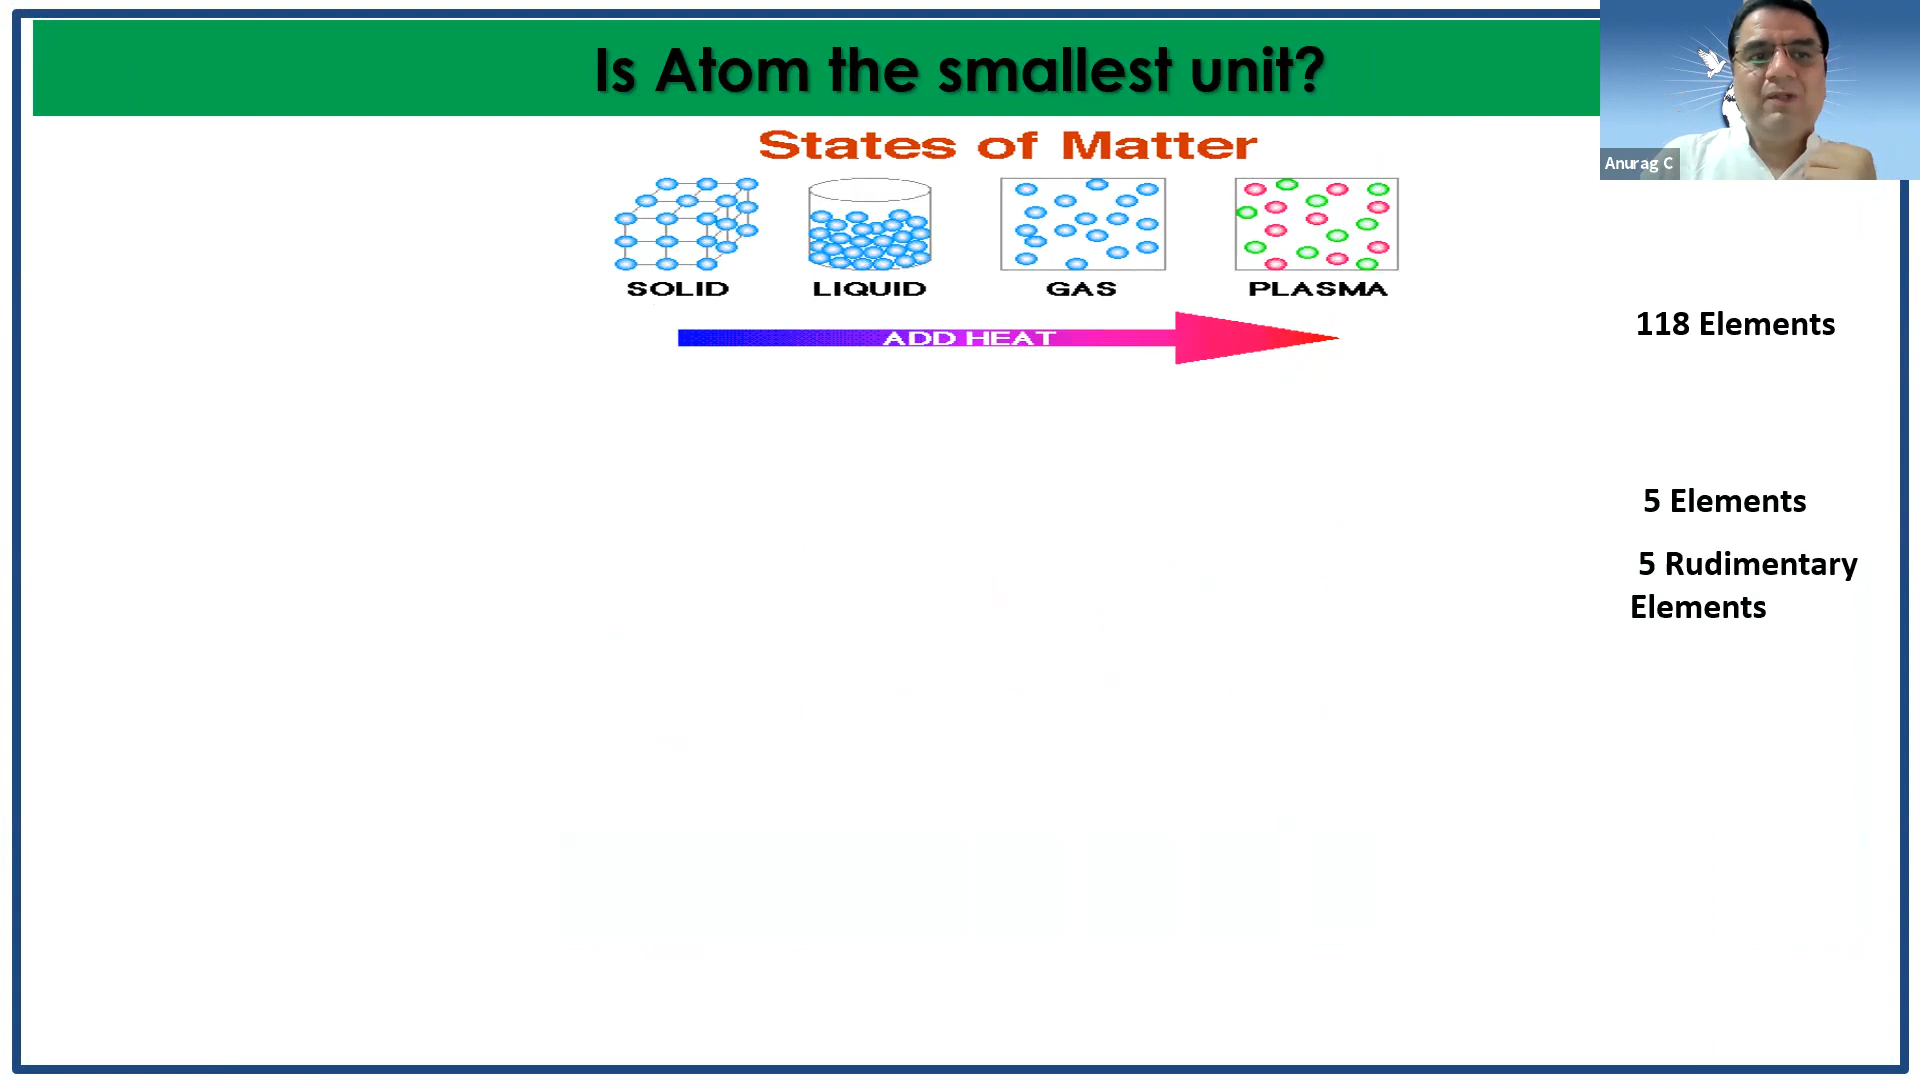 Is Atom the smallest unit?
Anurag C
States of Matter
SOLID LIQUID GAS PLASMA
ADD HEAT
118 Elements
5 Elements
5 Rudimentary
Elements